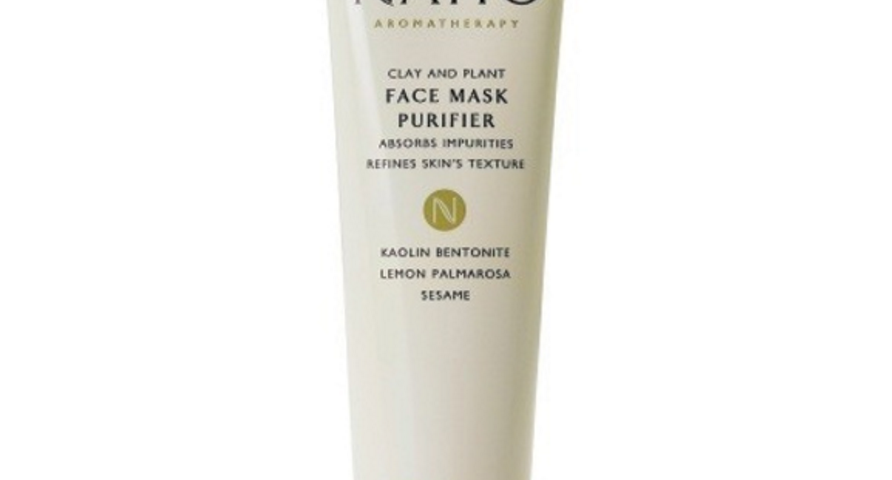 AROMATHERAPY
CLAY AND PLANT
FACE MASK
PURIFIER
ABSORBS IMPURITIES
REFINES SKIN'S TEXTURE
N
KAOLIN BENTONITE
LEMON PALMAROSA
SESAME